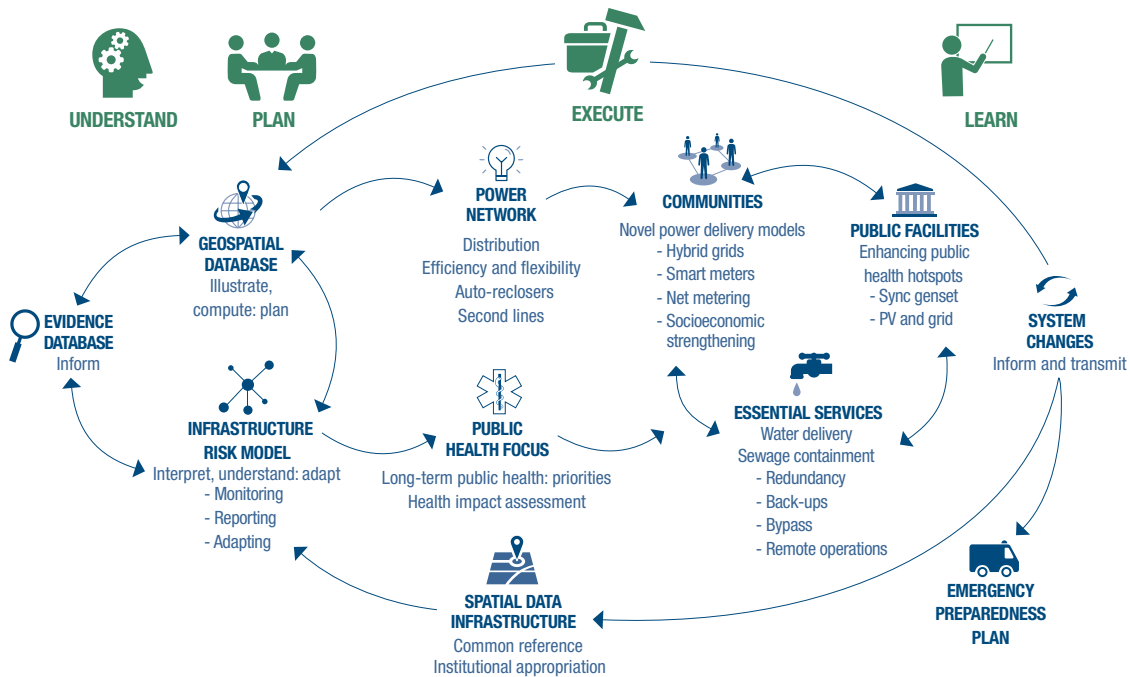 UNDERSTAND
PLAN
EXECUTE
LEARN
GEOSPATIAL
DATABASE
Illustrate,
compute: plan
POWER
NETWORK
Distribution
Efficiency and flexibility
Auto-reclosers
Second lines
COMMUNITIES
Novel power delivery models
- Hybrid grids
- Smart meters
- Net metering
- Socioeconomic
strengthening
PUBLIC FACILITIES
Enhancing public
health hotspots
- Sync genset
- PV and grid
EVIDENCE
DATABASE
Inform
SYSTEM
CHANGES
Inform and transmit
INFRASTRUCTURE
RISK MODEL
Interpret, understand: adapt
- Monitoring
- Reporting
- Adapting
PUBLIC
HEALTH FOCUS
Long-term public health: priorities
Health impact assessment
ESSENTIAL SERVICES
Water delivery
Sewage containment
- Redundancy
- Back-ups
- Bypass
- Remote operations
SPATIAL DATA
INFRASTRUCTURE
Common reference
Institutional appropriation
EMERGENCY
PREPAREDNESS
PLAN